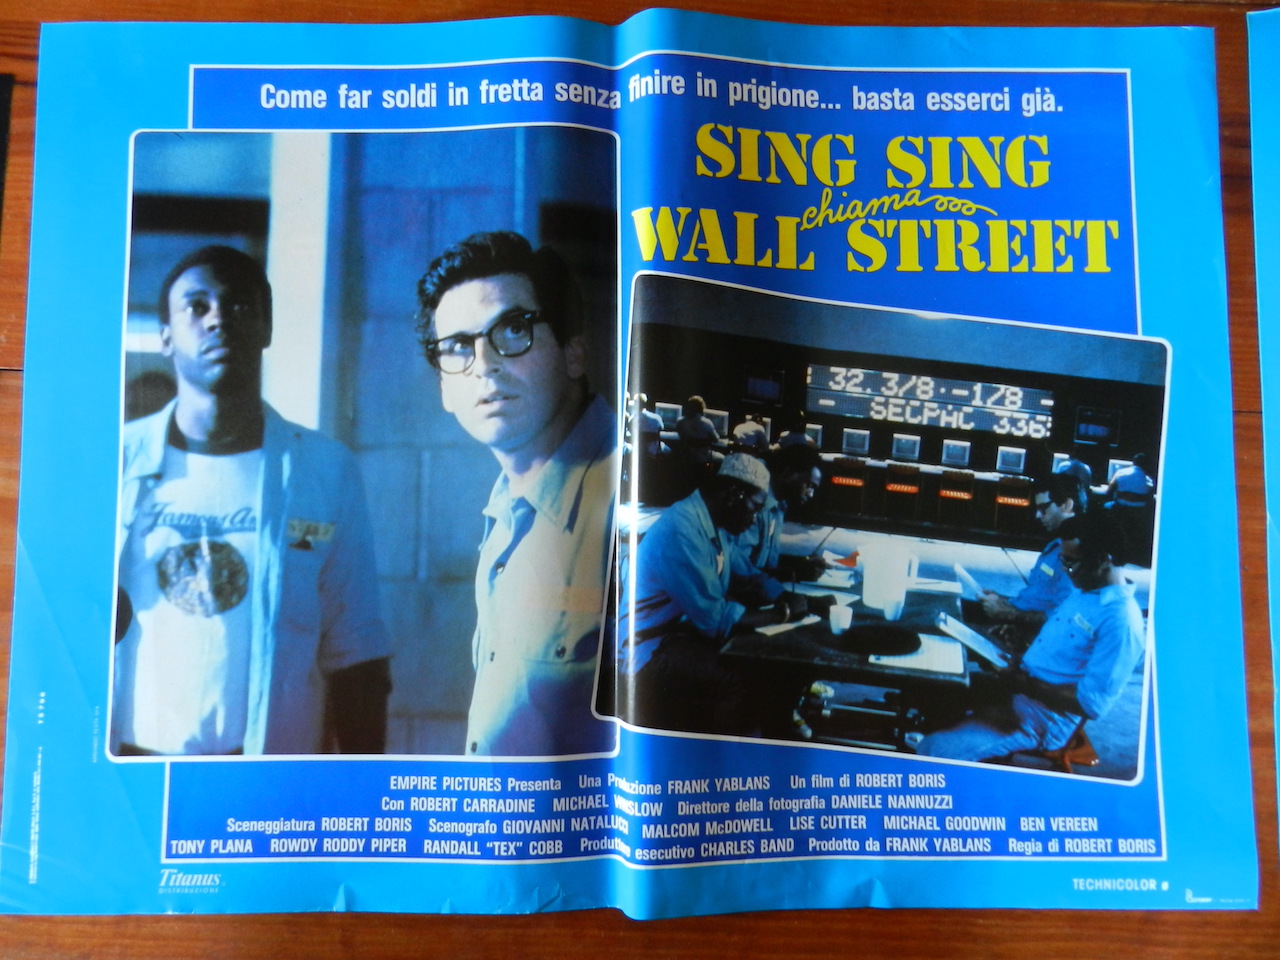 Come far soldi in fretta senza finire in prigione... basta esserci già.
SING SING
chiama
WALL STREET
32.3/8·-1/8 -
- SECPAC 336
Famous
EMPIRE PICTURES Presenta Una Produzione FRANK YABLANS Un film di ROBERT BORIS
Con ROBERT CARRADINE MICHAEL WINSLOW Direttore della fotografia DANIELE NANNUZZI
Sceneggiatura ROBERT BORIS Scenografo GIOVANNI NATALUCCI MALCOM McDOWELL LISE CUTTER MICHAEL GOODWIN BEN VEREEN
TONY PLANA ROWDY RODDY PIPER RANDALL "TEX" COBB Produttore esecutivo CHARLES BAND Prodotto da FRANK YABLANS Regia di ROBERT BORIS
Titanus
DISTRIBUZIONE
TECHNICOLOR